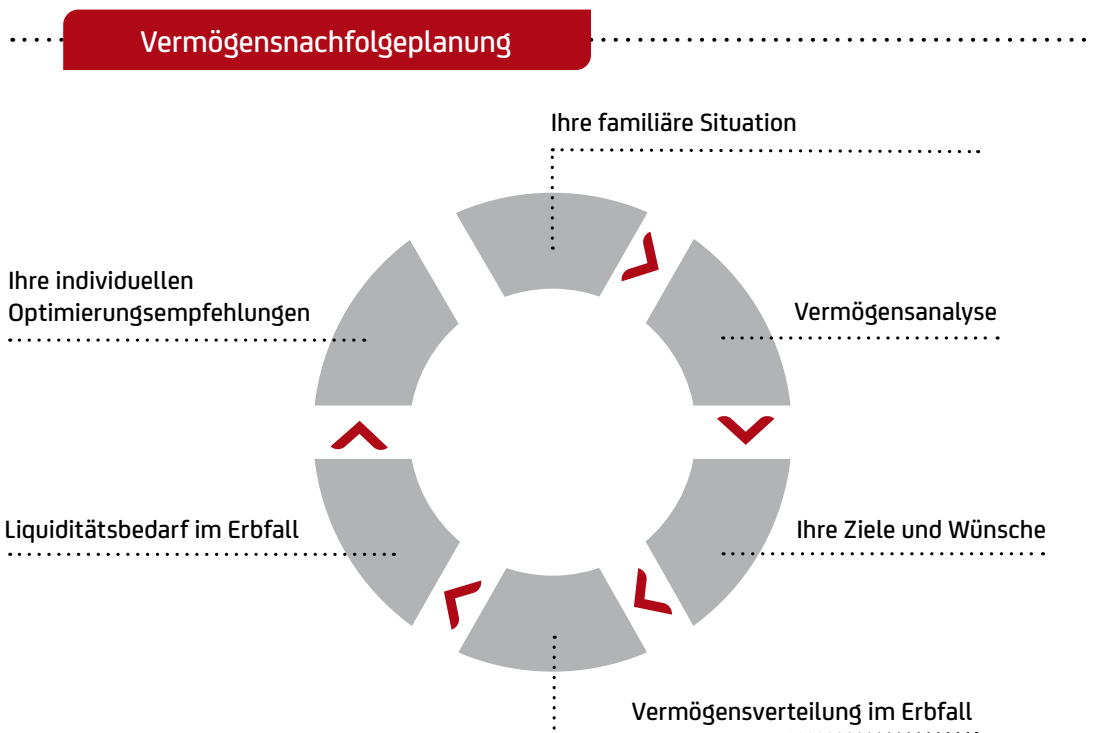 Vermögensnachfolgeplanung
Ihre familiäre Situation
Vermögensanalyse
Ihre Ziele und Wünsche
Vermögensverteilung im Erbfall
Liquiditätsbedarf im Erbfall
Ihre individuellen
Optimierungsempfehlungen